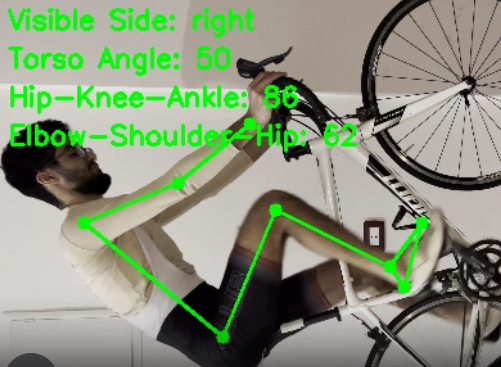 Visible Side: right
Torso Angle: 50
Hip-Knee-Ankle: 86
Elbow-Shoulder-Hip: 62